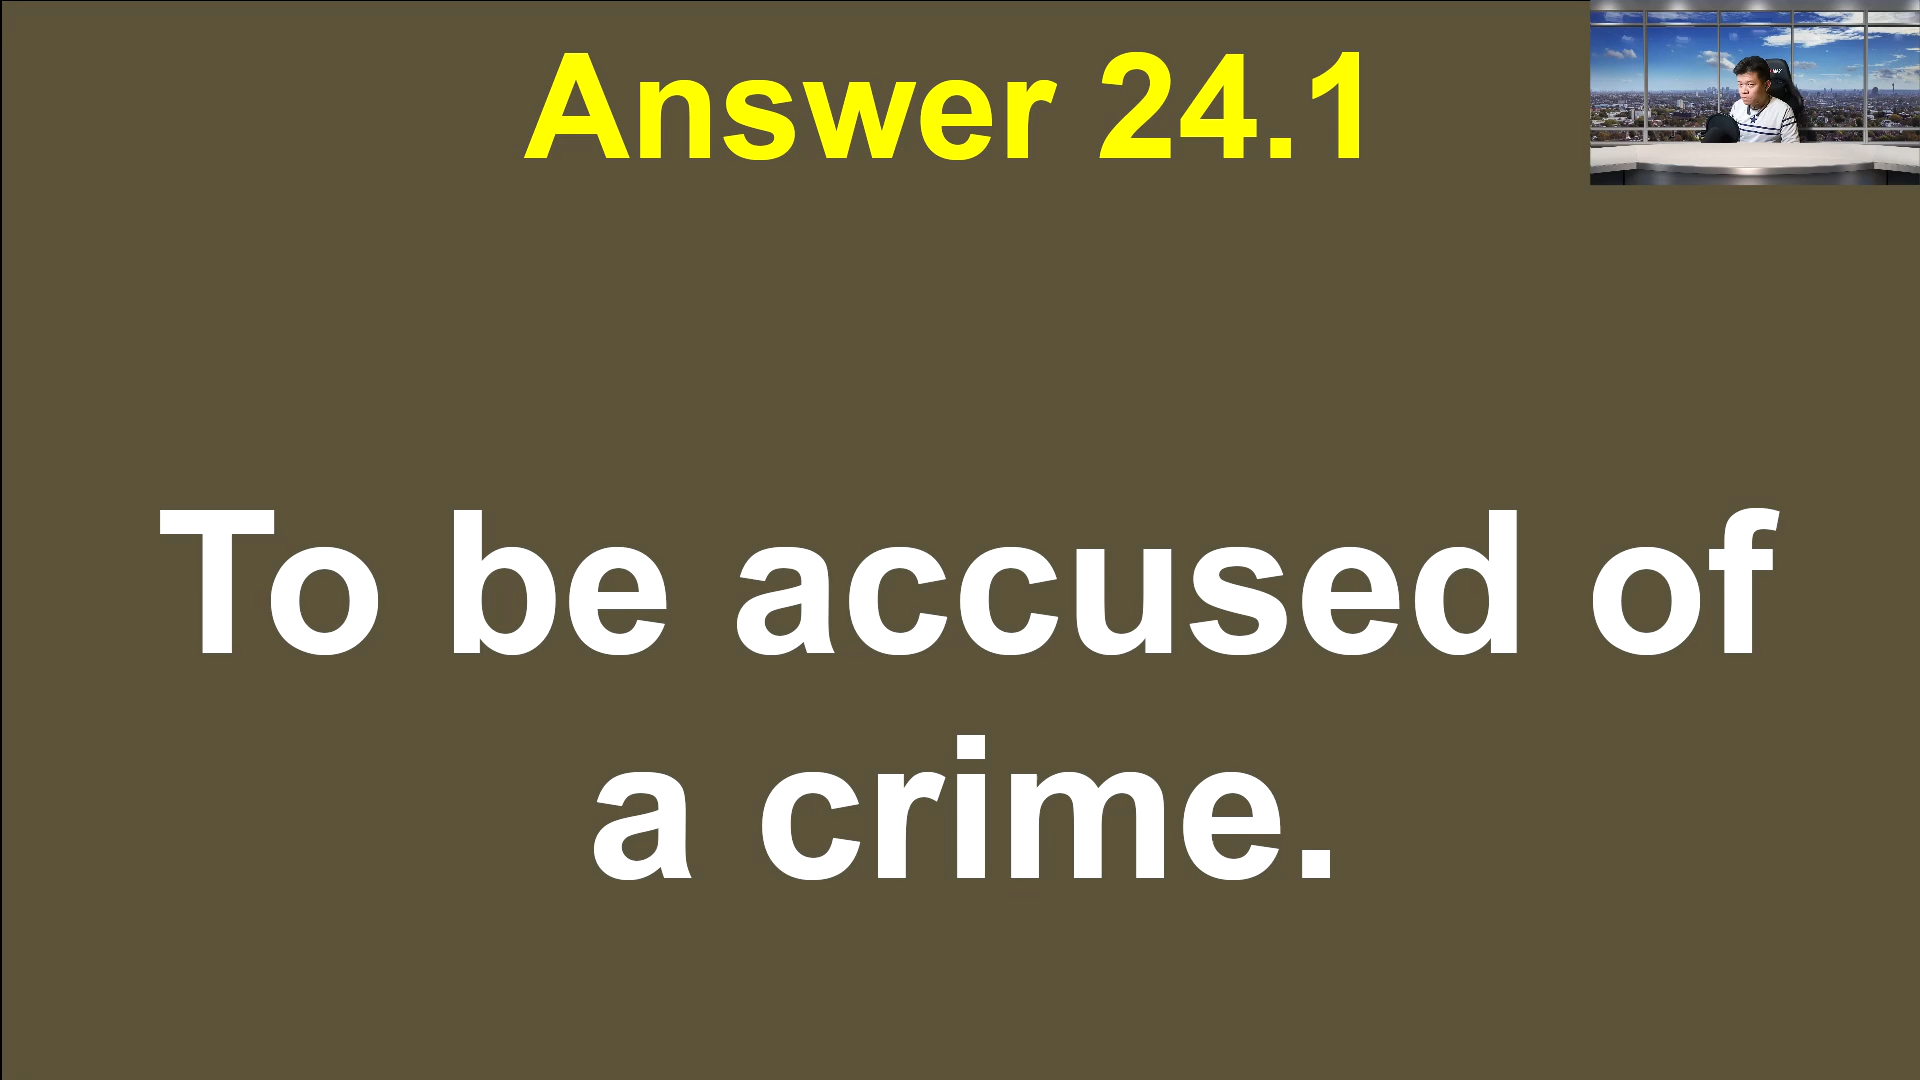 Answer 24.1
To be accused of
a crime.